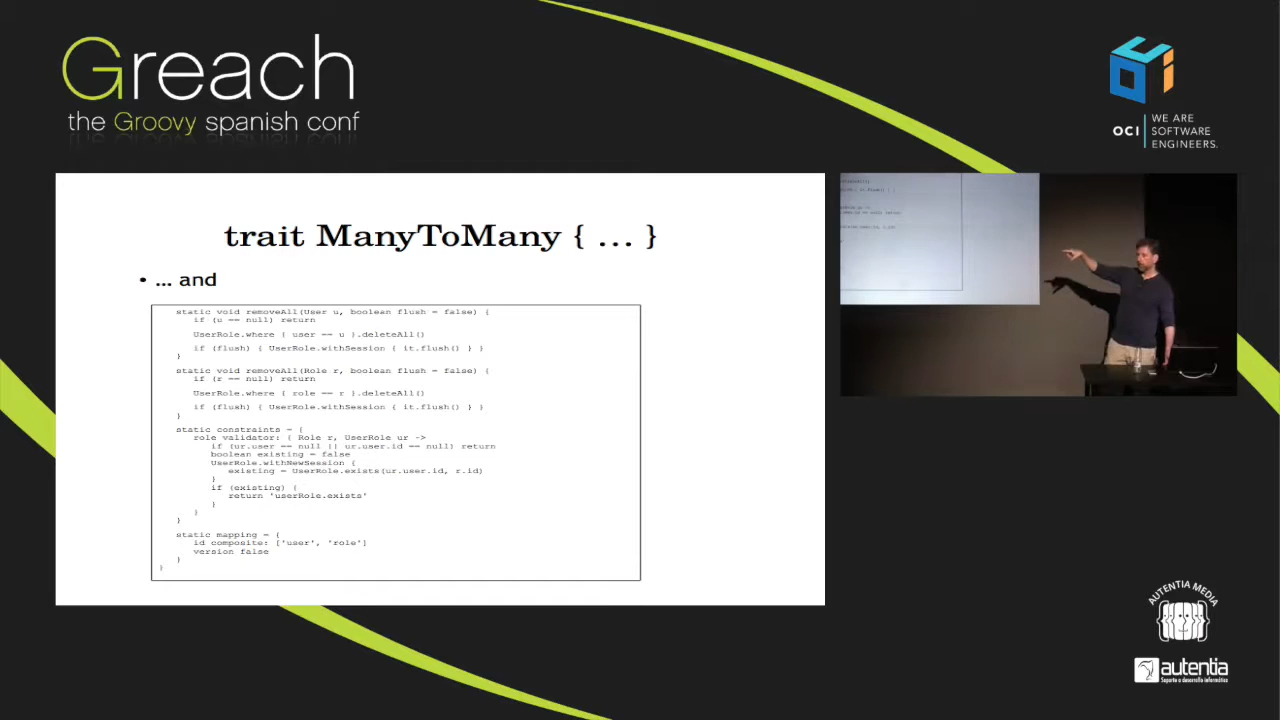 Greach
the Groovy spanish conf
OCI
WE ARE
SOFTWARE
ENGINEERS.
trait ManyToMany { ... }
• ... and
static void removeAll(User u, boolean flush = false) {
if (u == null) return
UserRole.where { user == u }.deleteAll()
if (flush) { UserRole.withSession { it.flush() } }
}
static void removeAll(Role r, boolean flush = false) {
if (r == null) return
UserRole.where { role == r }.deleteAll()
if (flush) { UserRole.withSession { it.flush() } }
}
static constraints = {
role validator: { Role r, UserRole ur ->
if (ur.user == null || ur.user.id == null) return
boolean existing = false
UserRole.withNewSession {
existing = UserRole.exists(ur.user.id, r.id)
}
if (existing) {
return 'userRole.exists'
}
}
}
static mapping = {
id composite: ['user', 'role']
version false
}
}
AUTENTIA MEDIA
autentia
Soporte a desarrollo informático